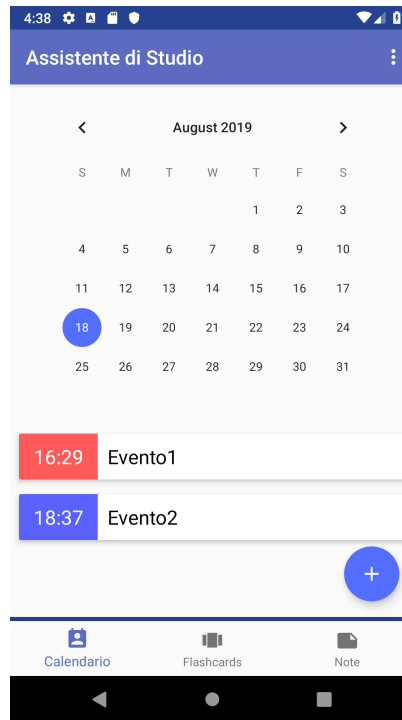 4:38
Assistente di Studio
August 2019
S M T W T F S
1 2 3
4 5 6 7 8 9 10
11 12 13 14 15 16 17
18 19 20 21 22 23 24
25 26 27 28 29 30 31
16:29 Evento1
18:37 Evento2
+
Calendario Flashcards Note